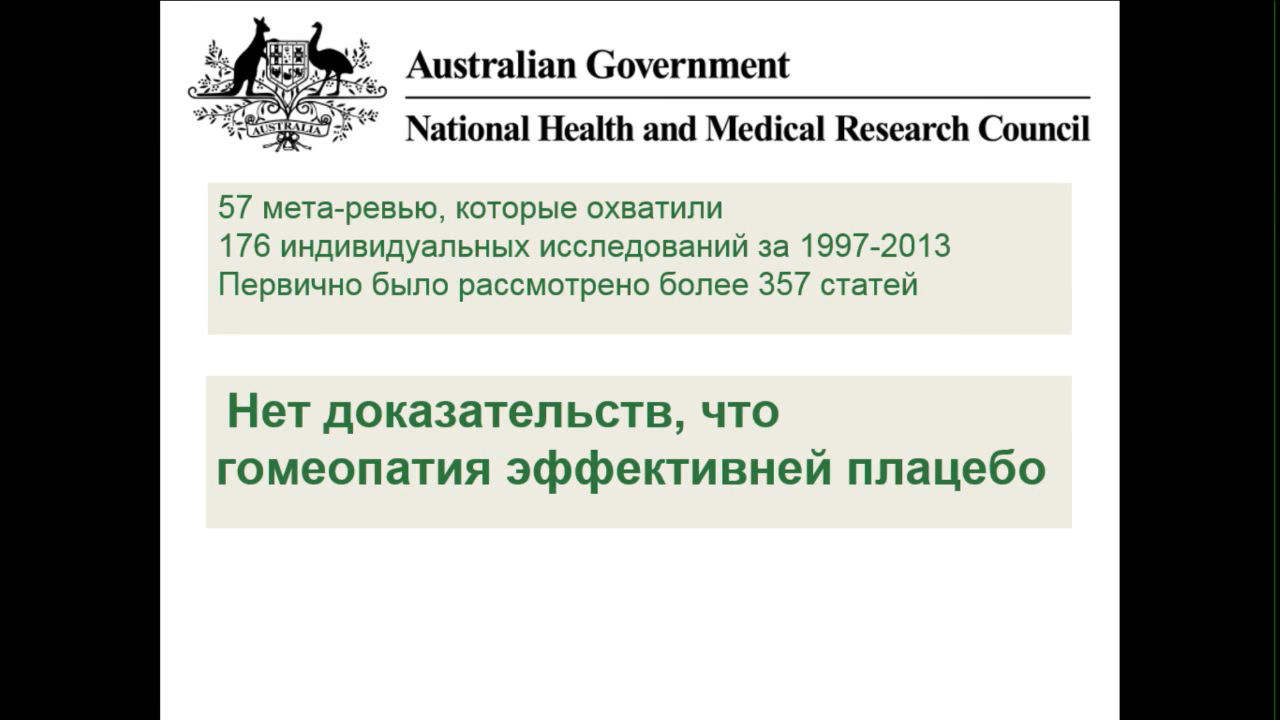 AUSTRALIA
Australian Government
National Health and Medical Research Council
57 мета-ревью, которые охватили
176 индивидуальных исследований за 1997-2013
Первично было рассмотрено более 357 статей
Нет доказательств, что
гомеопатия эффективней плацебо